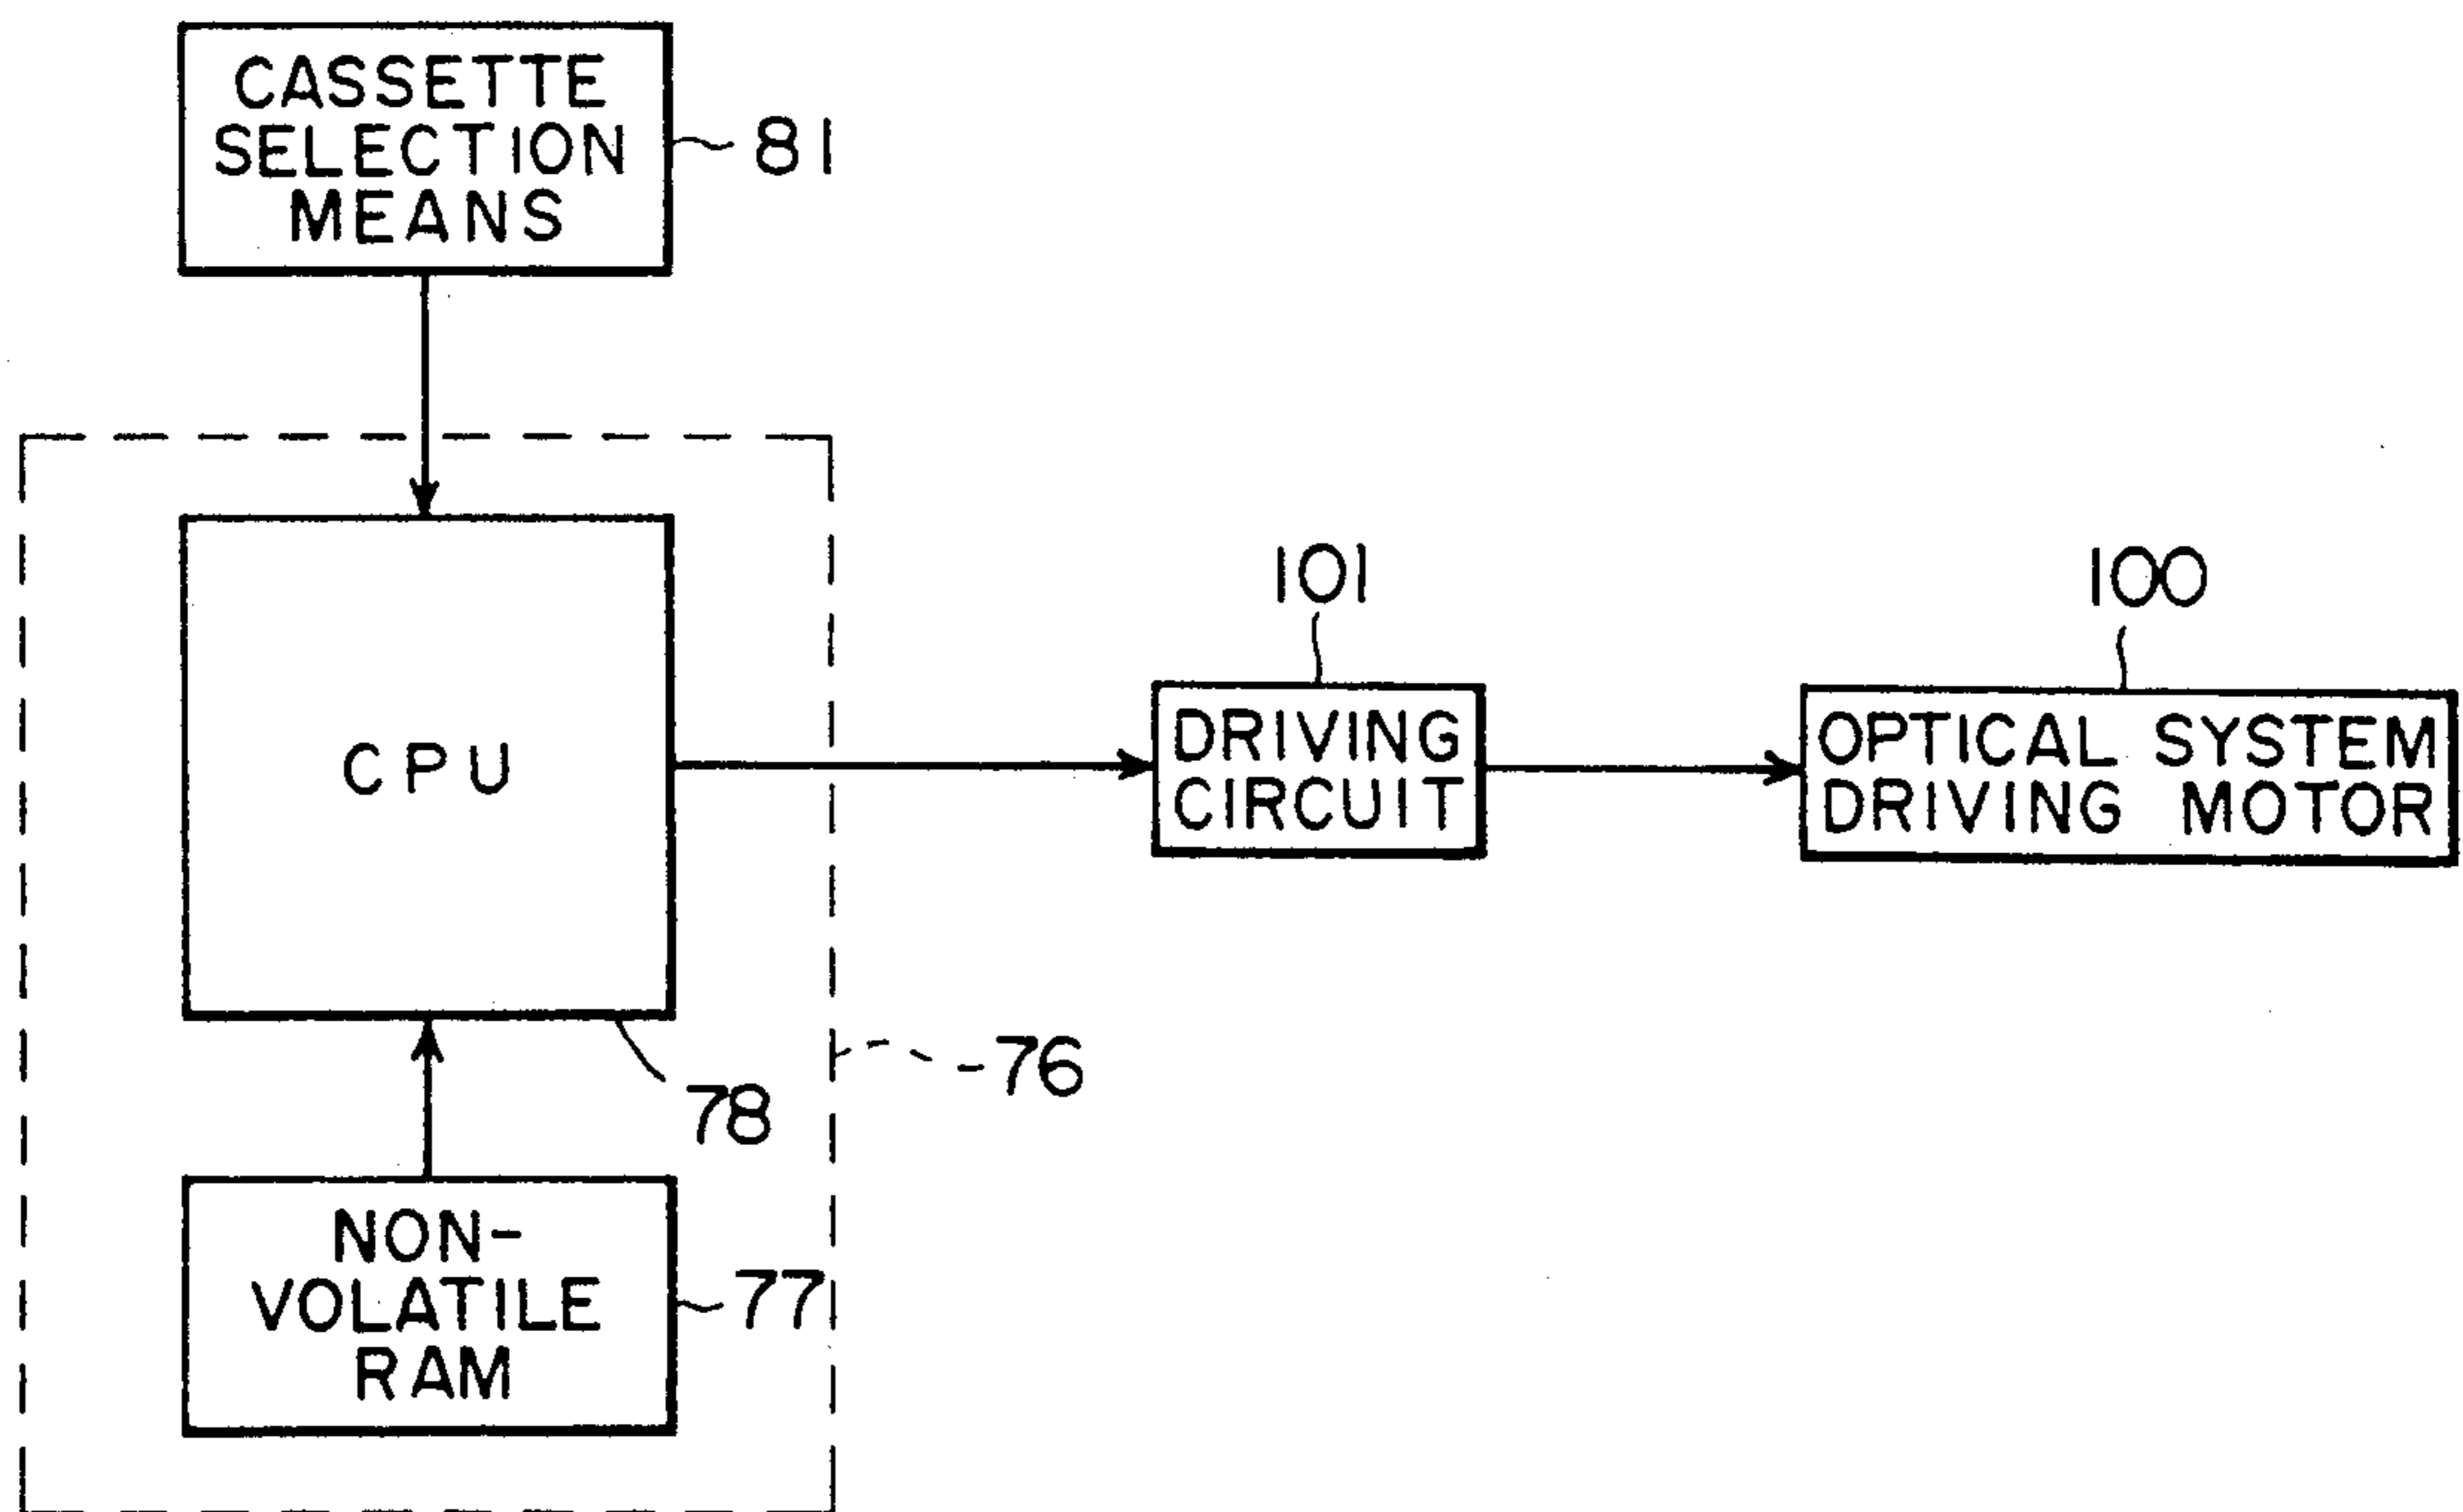 CASSETTE
SELECTION
MEANS
81
CPU
101
100
DRIVING
CIRCUIT
OPTICAL SYSTEM
DRIVING MOTOR
76
78
NON-
VOLATILE
RAM
77